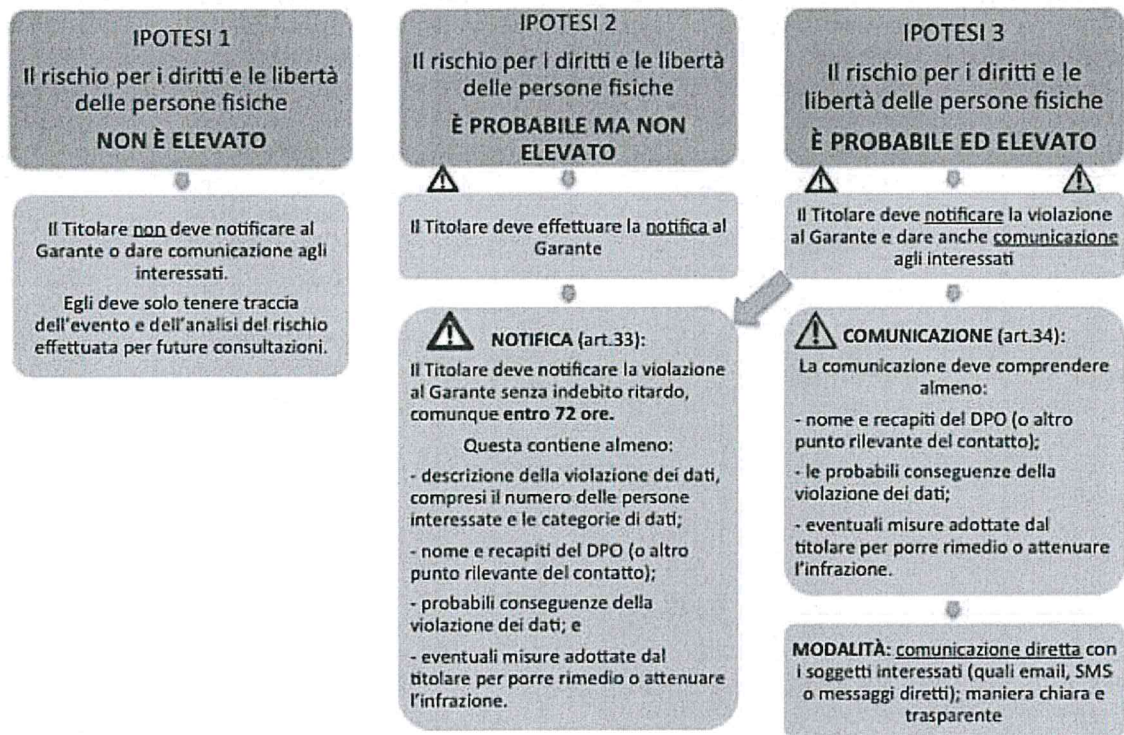 IPOTESI 1
Il rischio per i diritti e le libertà
delle persone fisiche
NON È ELEVATO
Il Titolare non deve notificare al
Garante o dare comunicazione agli
interessati.
Egli deve solo tenere traccia
dell'evento e dell'analisi del rischio
effettuata per future consultazioni.
IPOTESI 2
Il rischio per i diritti e le libertà
delle persone fisiche
È PROBABILE MA NON
ELEVATO
Il Titolare deve effettuare la notifica al
Garante
NOTIFICA (art.33):
Il Titolare deve notificare la violazione
al Garante senza indebito ritardo,
comunque entro 72 ore.
Questa contiene almeno:
- descrizione della violazione dei dati,
compresi il numero delle persone
interessate e le categorie di dati;
- nome e recapiti del DPO (o altro
punto rilevante del contatto);
- probabili conseguenze della
violazione dei dati; e
- eventuali misure adottate dal
titolare per porre rimedio o attenuare
l'infrazione.
IPOTESI 3
Il rischio per i diritti e le
libertà delle persone fisiche
È PROBABILE ED ELEVATO
Il Titolare deve notificare la violazione
al Garante e dare anche comunicazione
agli interessati
COMUNICAZIONE (art.34):
La comunicazione deve comprendere
almeno:
- nome e recapiti del DPO (o altro
punto rilevante del contatto);
- le probabili conseguenze della
violazione dei dati;
- eventuali misure adottate dal
titolare per porre rimedio o attenuare
l'infrazione.
MODALITÀ: comunicazione diretta con
i soggetti interessati (quali email, SMS
o messaggi diretti); maniera chiara e
trasparente